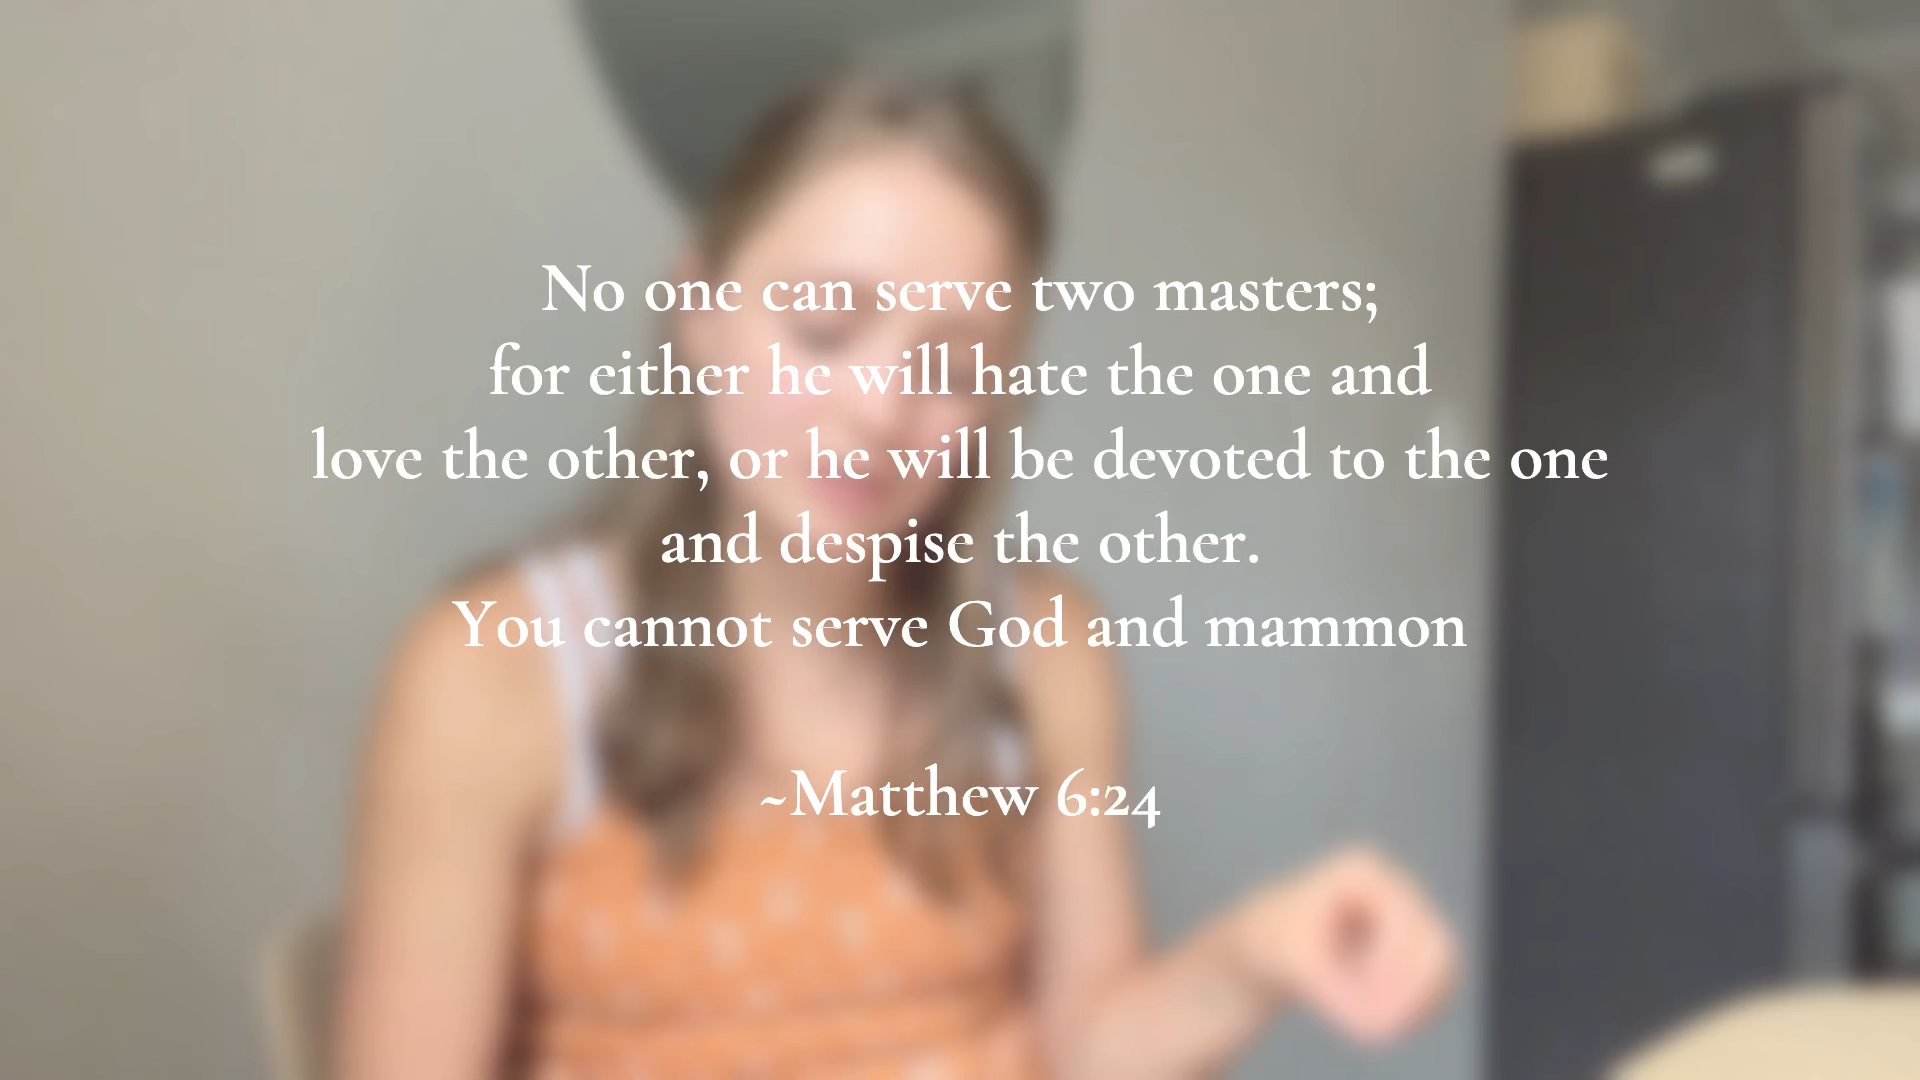 No one can serve two masters;
for either he will hate the one and
love the other, or he will be devoted to the one
and despise the other.
You cannot serve God and mammon
~Matthew 6:24